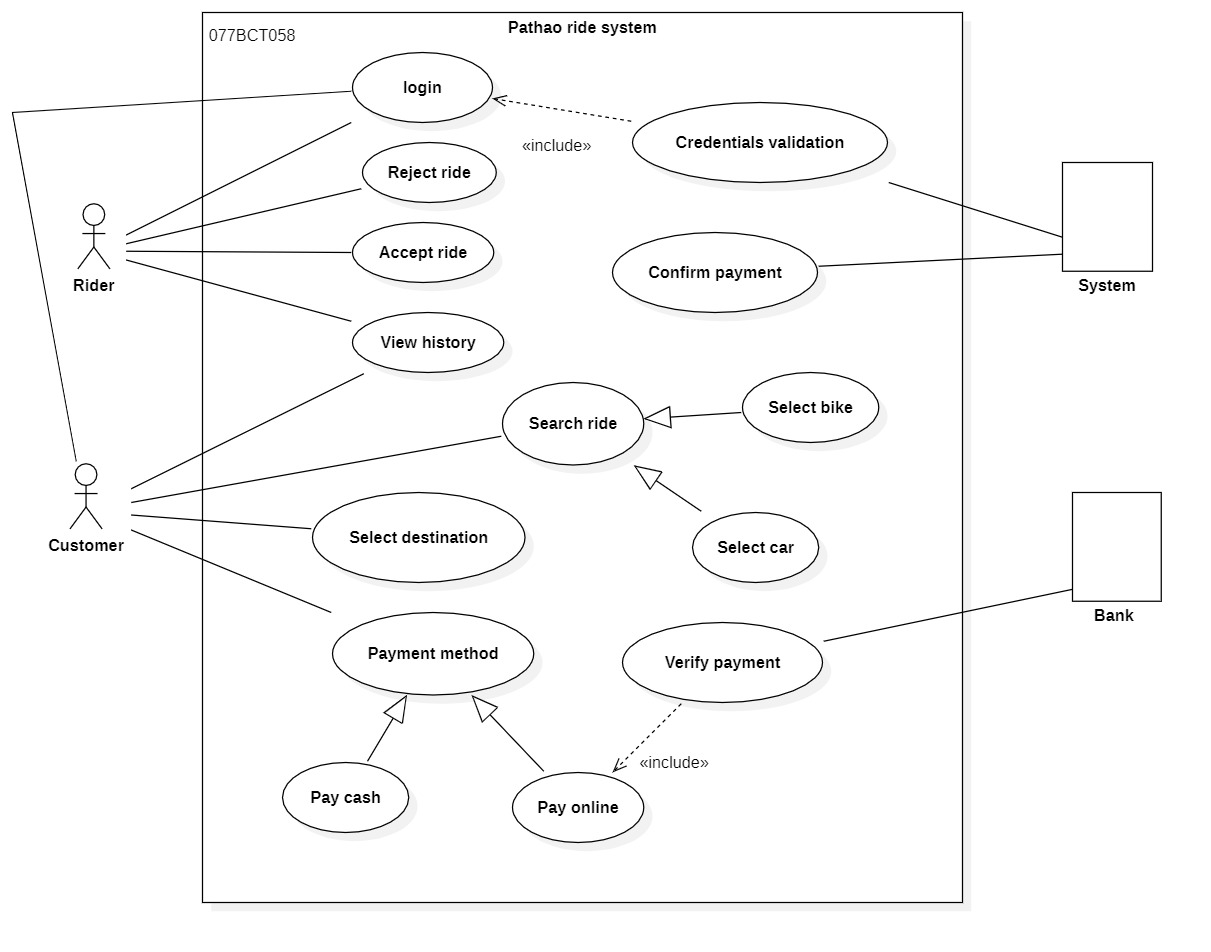 Pathao ride system
077BCT058
login
Credentials validation
«include»
Reject ride
Accept ride
Confirm payment
Rider
System
View history
Search ride
Select bike
Select destination
Select car
Customer
Bank
Payment method
Verify payment
«include»
Pay cash
Pay online